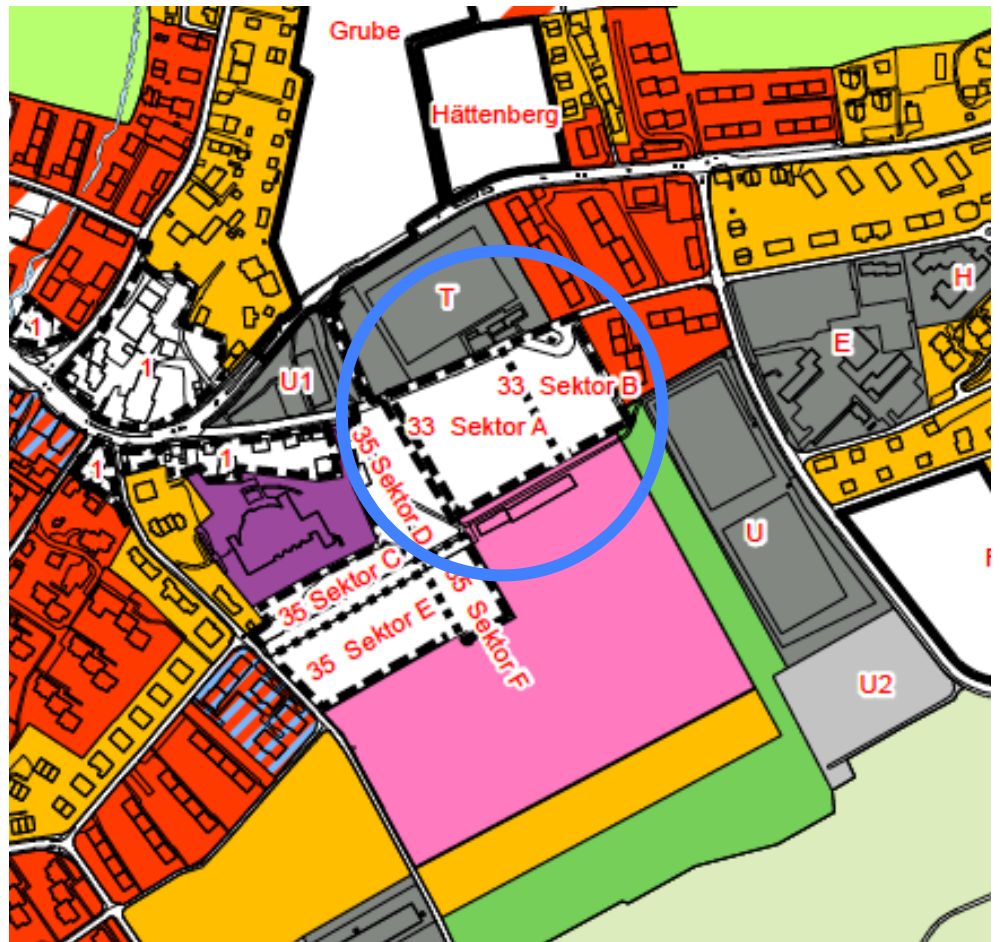 Grube
Hättenberg
H
T
E
1
1
U1
33 Sektor B
33 Sektor A
1
1
35 Sektor D
U
35 Sektor C
35 Sektor E
35 Sektor F
U2